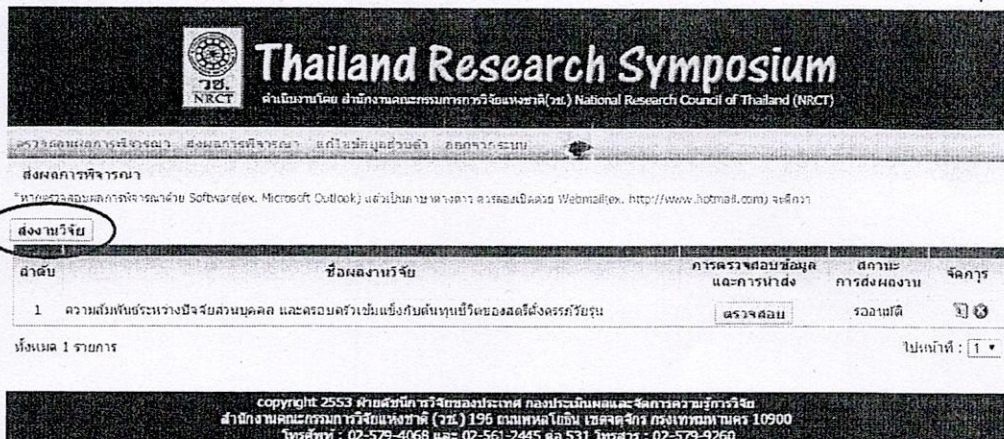 Thailand Research Symposium
วช.
NRCT
ดำเนินงานโดย สำนักงานคณะกรรมการการวิจัยแห่งชาติ(วช.) National Research Council of Thailand (NRCT)
ตรวจสอบผลการพิจารณา ส่งผลการพิจารณา แก้ไขข้อมูลส่วนตัว ออกจากระบบ
ส่งผลการพิจารณา
*หากตรวจสอบผลการพิจารณาด้วย Software(ex. Microsoft Outlook) แล้วเป็นภาษาต่างดาว ควรลองเปิดด้วย Webmail(ex. http://www.hotmail.com) จะดีกว่า
ส่งงานวิจัย
ลำดับ ชื่อผลงานวิจัย การตรวจสอบข้อมูลและการนำส่ง สถานะการส่งผลงาน จัดการ
1 ความสัมพันธ์ระหว่างปัจจัยส่วนบุคคล และครอบครัวเข้มแข็งกับต้นทุนชีวิตของสตรีตั้งครรภ์วัยรุ่น ตรวจสอบ รออนุมัติ
ทั้งหมด 1 รายการ ไปหน้าที่ : 1
copyright 2553 ฝ่ายดัชนีการวิจัยของประเทศ กองประเมินผลและจัดการความรู้การวิจัย
สำนักงานคณะกรรมการวิจัยแห่งชาติ (วช.) 196 ถนนพหลโยธิน เขตจตุจักร กรุงเทพมหานคร 10900
โทรศัพท์ : 02-579-4068 และ 02-561-2445 ต่อ 531 โทรสาร : 02-579-9260